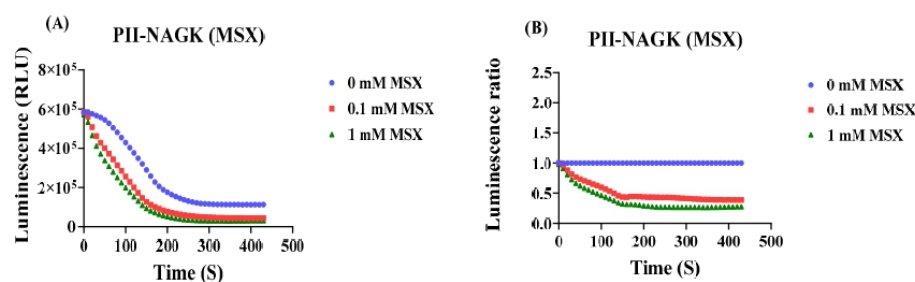 (A)
PII-NAGK (MSX)
Luminescence (RLU)
8×10⁵
6×10⁵
4×10⁵
2×10⁵
0
0 100 200 300 400 500
Time (S)
0 mM MSX
0.1 mM MSX
1 mM MSX
(B)
PII-NAGK (MSX)
Luminescence ratio
2.5
2.0
1.5
1.0
0.5
0.0
0 100 200 300 400 500
Time (S)
0 mM MSX
0.1 mM MSX
1 mM MSX